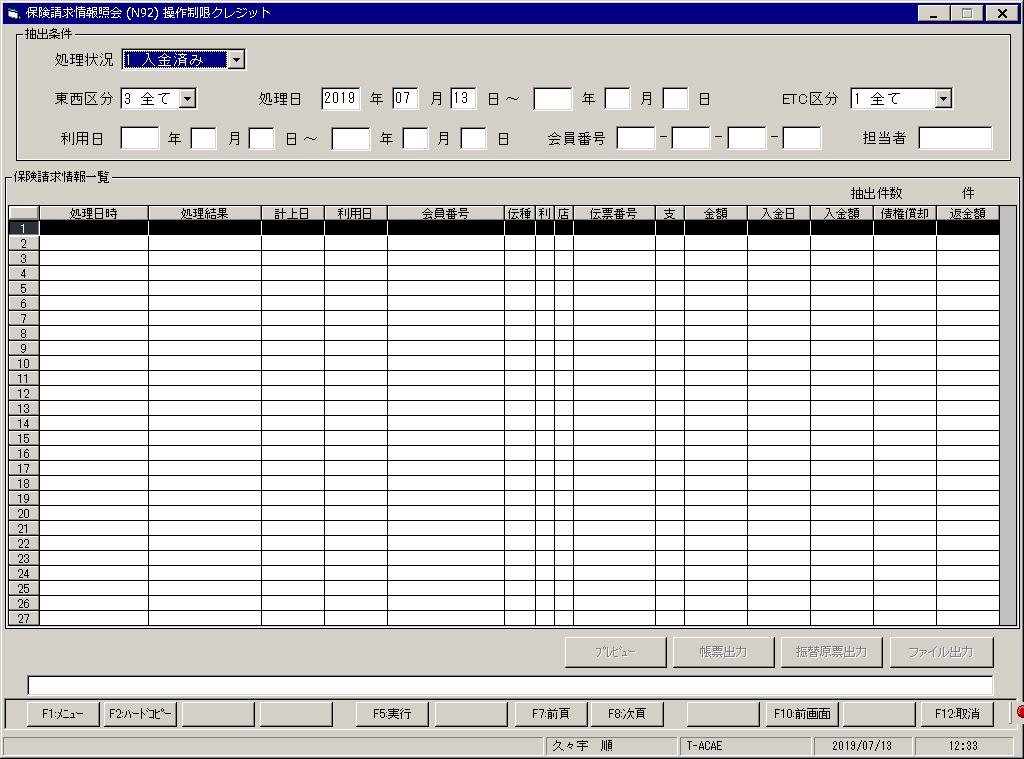 保険請求情報照会 (N92) 操作制限クレジット
抽出条件
処理状況 1 入金済み
東西区分 3 全て 処理日 2019 年 07 月 13 日 ～ 年 月 日 ETC区分 1 全て
利用日 年 月 日 ～ 年 月 日 会員番号 - - - 担当者
保険請求情報一覧
抽出件数 件
処理日時 処理結果 計上日 利用日 会員番号 伝種 利 店 伝票番号 支 金額 入金日 入金額 債権償却 返金額
1
2
3
4
5
6
7
8
9
10
11
12
13
14
15
16
17
18
19
20
21
22
23
24
25
26
27
ﾌﾟﾚﾋﾞｭｰ 帳票出力 振替原票出力 ファイル出力
F1:ﾒﾆｭｰ F2:ﾊｰﾄﾞｺﾋﾟｰ F5:実行 F7:前頁 F8:次頁 F10:前画面 F12:取消
久々宇 順 T-ACAE 2019/07/13 12:33